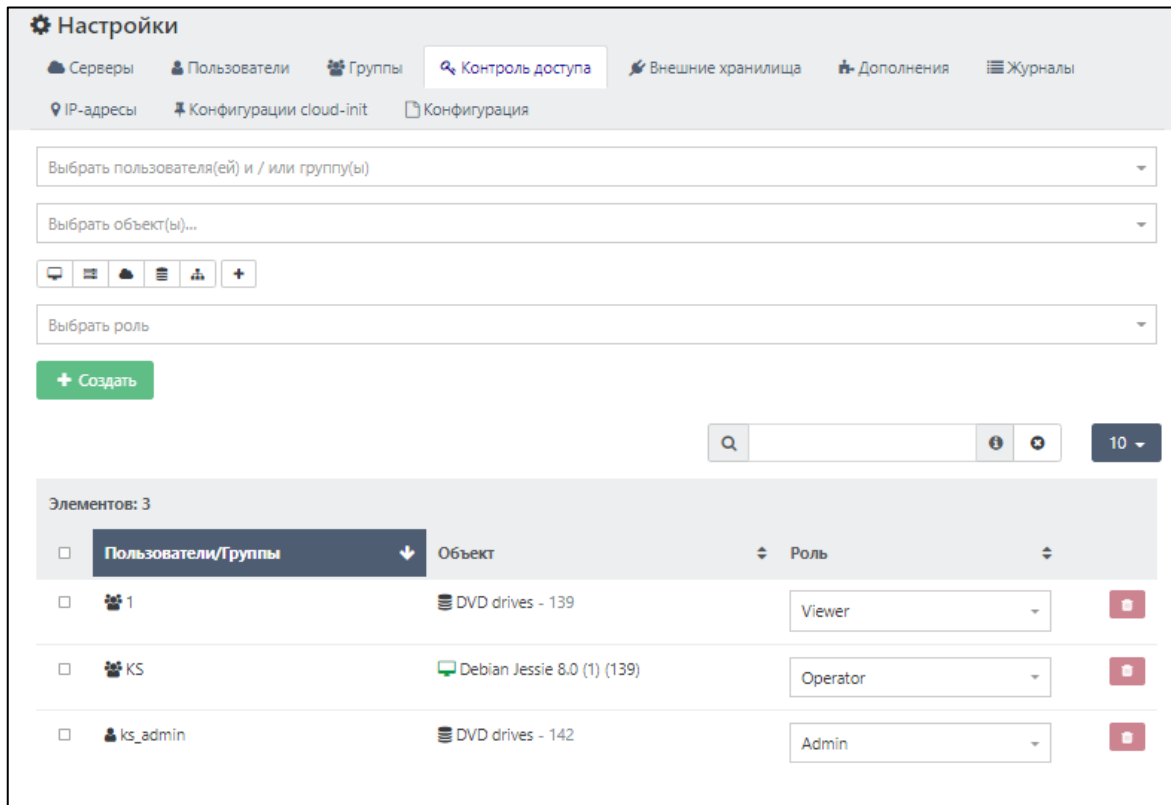 Настройки
Серверы Пользователи Группы Контроль доступа Внешние хранилища Дополнения Журналы
IP-адресы Конфигурации cloud-init Конфигурация
Выбрать пользователя(ей) и / или группу(ы)
Выбрать объект(ы)...
Выбрать роль
+ Создать
10
Элементов: 3
Пользователи/Группы Объект Роль
1 DVD drives - 139 Viewer
KS Debian Jessie 8.0 (1) (139) Operator
ks_admin DVD drives - 142 Admin